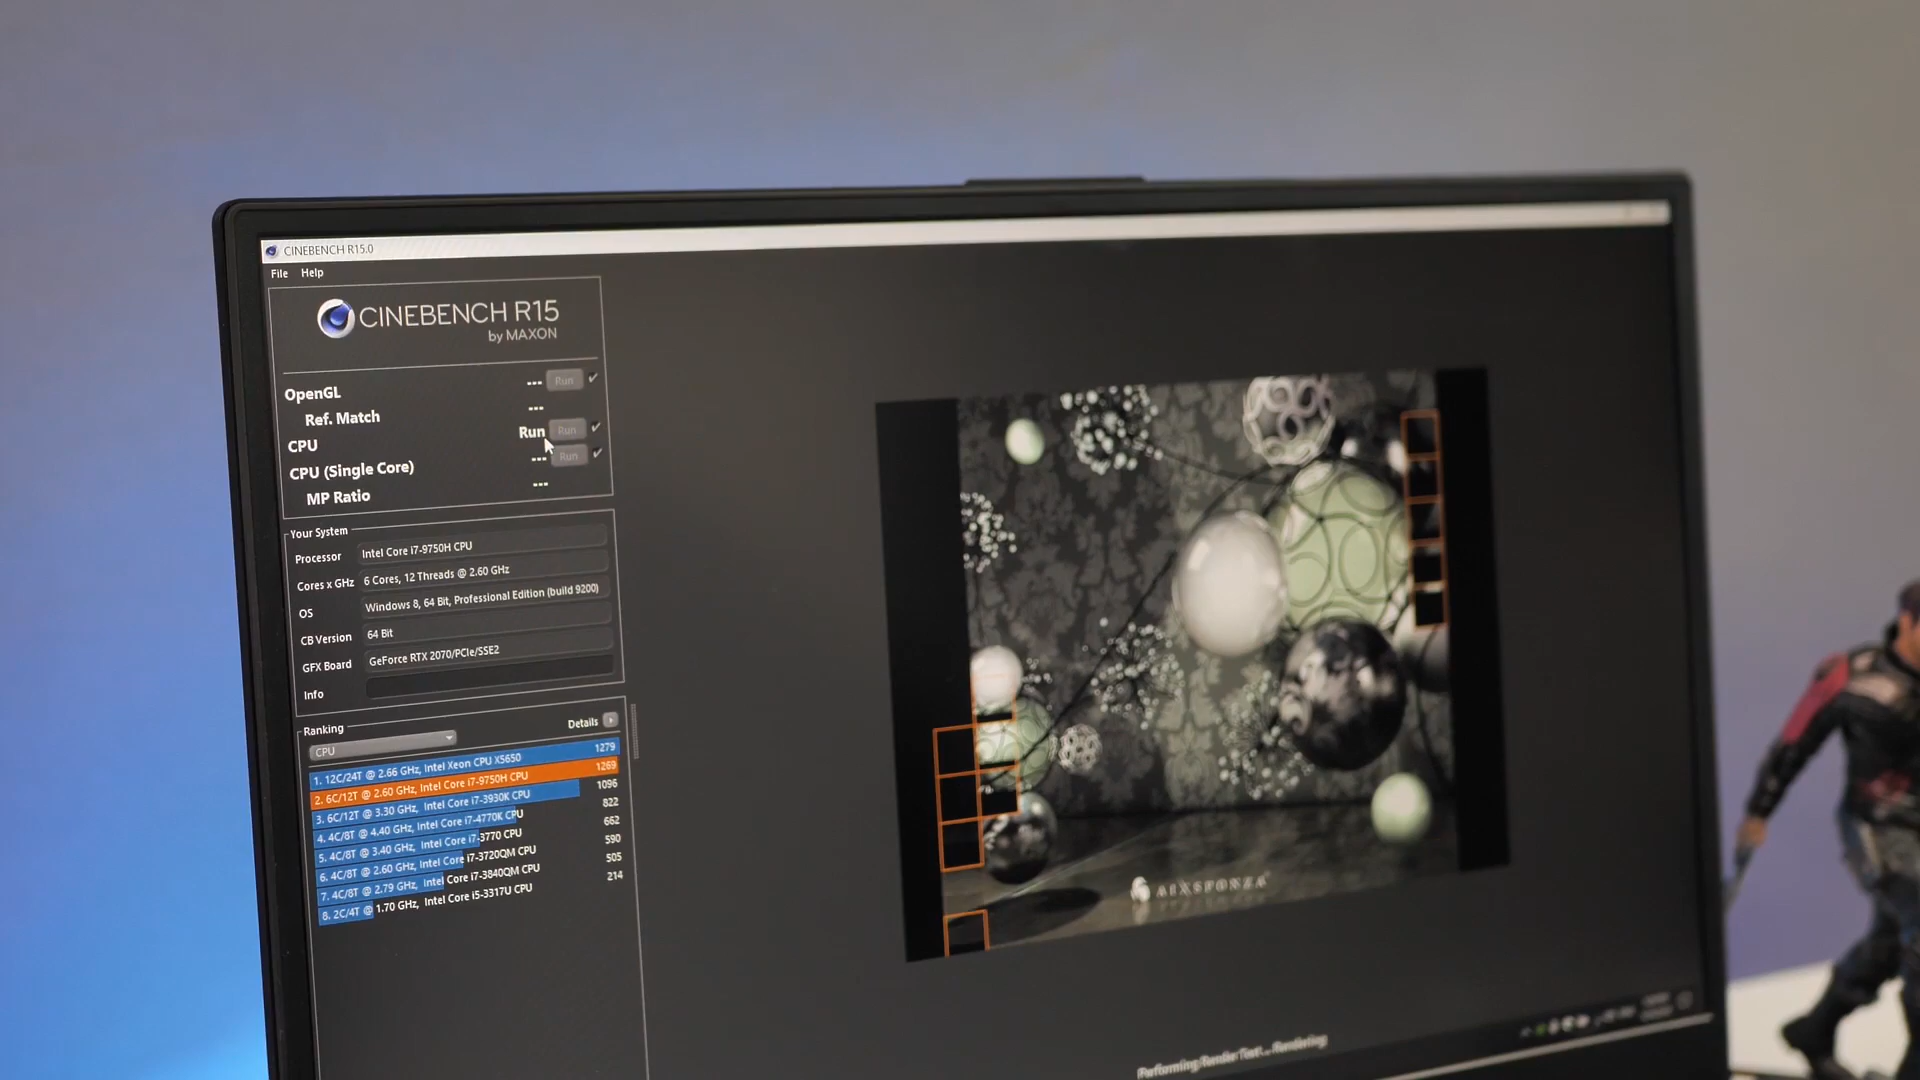 CINEBENCH R15.0
File Help
CINEBENCH R15
by MAXON
OpenGL --- Run
Ref. Match ---
CPU Run Run
CPU (Single Core) --- Run
MP Ratio ---
Your System
Processor Intel Core i7-9750H CPU
Cores x GHz 6 Cores, 12 Threads @ 2.60 GHz
OS Windows 8, 64 Bit, Professional Edition (build 9200)
CB Version 64 Bit
GFX Board GeForce RTX 2070/PCIe/SSE2
Info
Ranking Details
CPU
1. 12C/24T @ 2.66 GHz, Intel Xeon CPU X5650 1279
2. 6C/12T @ 2.60 GHz, Intel Core i7-9750H CPU 1269
3. 6C/12T @ 3.30 GHz, Intel Core i7-3930K CPU 1096
4. 4C/8T @ 4.40 GHz, Intel Core i7-4770K CPU 822
5. 4C/8T @ 3.40 GHz, Intel Core i7-3770 CPU 662
6. 4C/8T @ 2.60 GHz, Intel Core i7-3720QM CPU 590
7. 4C/8T @ 2.79 GHz, Intel Core i7-3840QM CPU 505
8. 2C/4T @ 1.70 GHz, Intel Core i5-3317U CPU 214
AIXSPONZA
Performing Render Test... Rendering